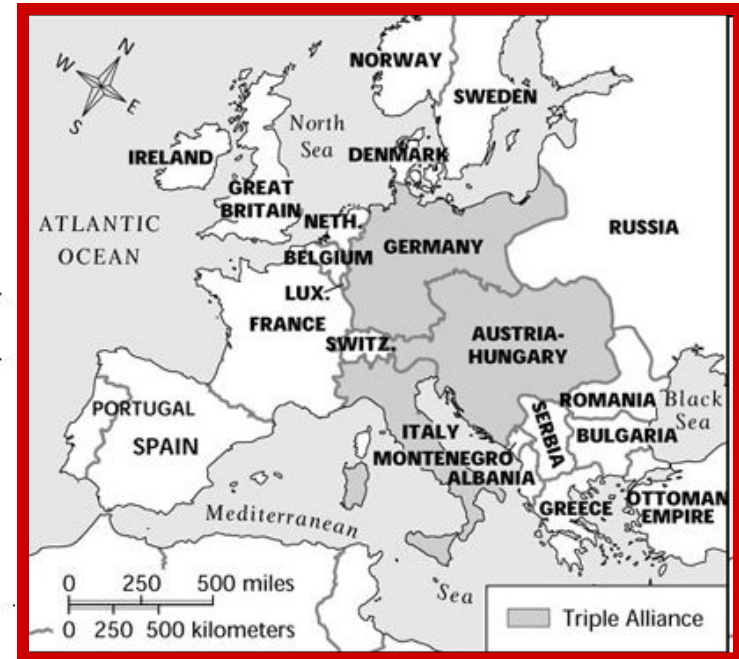 N
W
E
S
NORWAY
SWEDEN
North
Sea
IRELAND
DENMARK
GREAT
BRITAIN
NETH.
ATLANTIC
OCEAN
RUSSIA
GERMANY
BELGIUM
LUX.
FRANCE
SWITZ.
AUSTRIA-
HUNGARY
ROMANIA
Black
Sea
PORTUGAL
SPAIN
ITALY
SERBIA
BULGARIA
MONTENEGRO
ALBANIA
GREECE
OTTOMAN
EMPIRE
Mediterranean
Sea
0 250 500 miles
0 250 500 kilometers
Triple Alliance